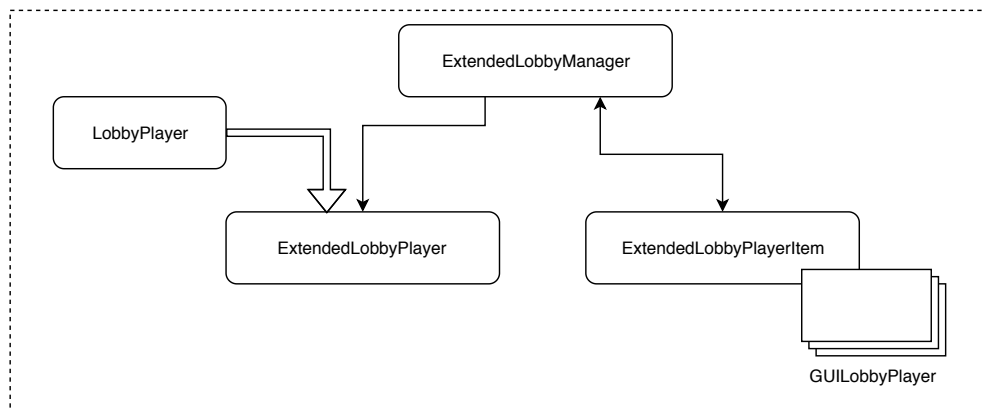 ExtendedLobbyManager
LobbyPlayer
ExtendedLobbyPlayer
ExtendedLobbyPlayerItem
GUILobbyPlayer